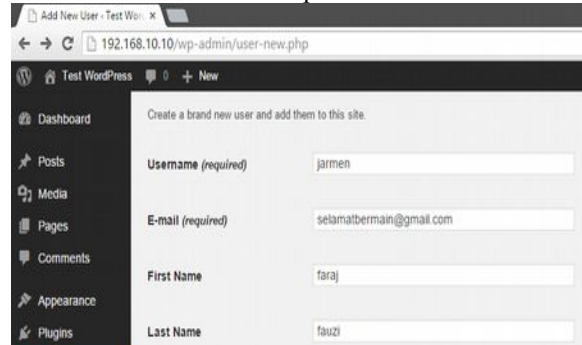 Add New User ‹ Test Wor
192.168.10.10/wp-admin/user-new.php
Test WordPress 0 + New
Dashboard
Posts
Media
Pages
Comments
Appearance
Plugins
Create a brand new user and add them to this site.
Username (required) jarmen
E-mail (required) selamatbermain@gmail.com
First Name faraj
Last Name fauzi